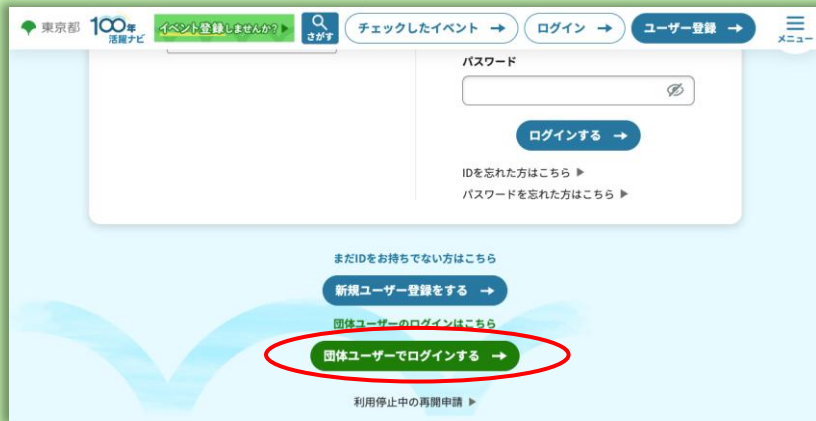 東京都
100年
活躍ナビ
イベント登録しませんか?▶
さがす
チェックしたイベント →
ログイン →
ユーザー登録 →
メニュー
パスワード
ログインする →
IDを忘れた方はこちら ▶
パスワードを忘れた方はこちら ▶
まだIDをお持ちでない方はこちら
新規ユーザー登録をする →
団体ユーザーのログインはこちら
団体ユーザーでログインする →
利用停止中の再開申請 ▶